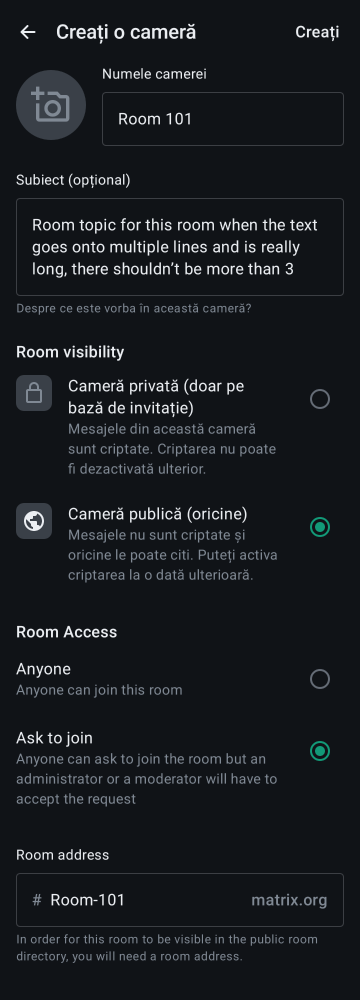 Creați o cameră
Creați
Numele camerei
Room 101
Subiect (opțional)
Room topic for this room when the text
goes onto multiple lines and is really
long, there shouldn’t be more than 3
Despre ce este vorba în această cameră?
Room visibility
Cameră privată (doar pe
bază de invitație)
Mesajele din această cameră
sunt criptate. Criptarea nu poate
fi dezactivată ulterior.
Cameră publică (oricine)
Mesajele nu sunt criptate și
oricine le poate citi. Puteți activa
criptarea la o dată ulterioară.
Room Access
Anyone
Anyone can join this room
Ask to join
Anyone can ask to join the room but an
administrator or a moderator will have to
accept the request
Room address
# Room-101 matrix.org
In order for this room to be visible in the public room
directory, you will need a room address.